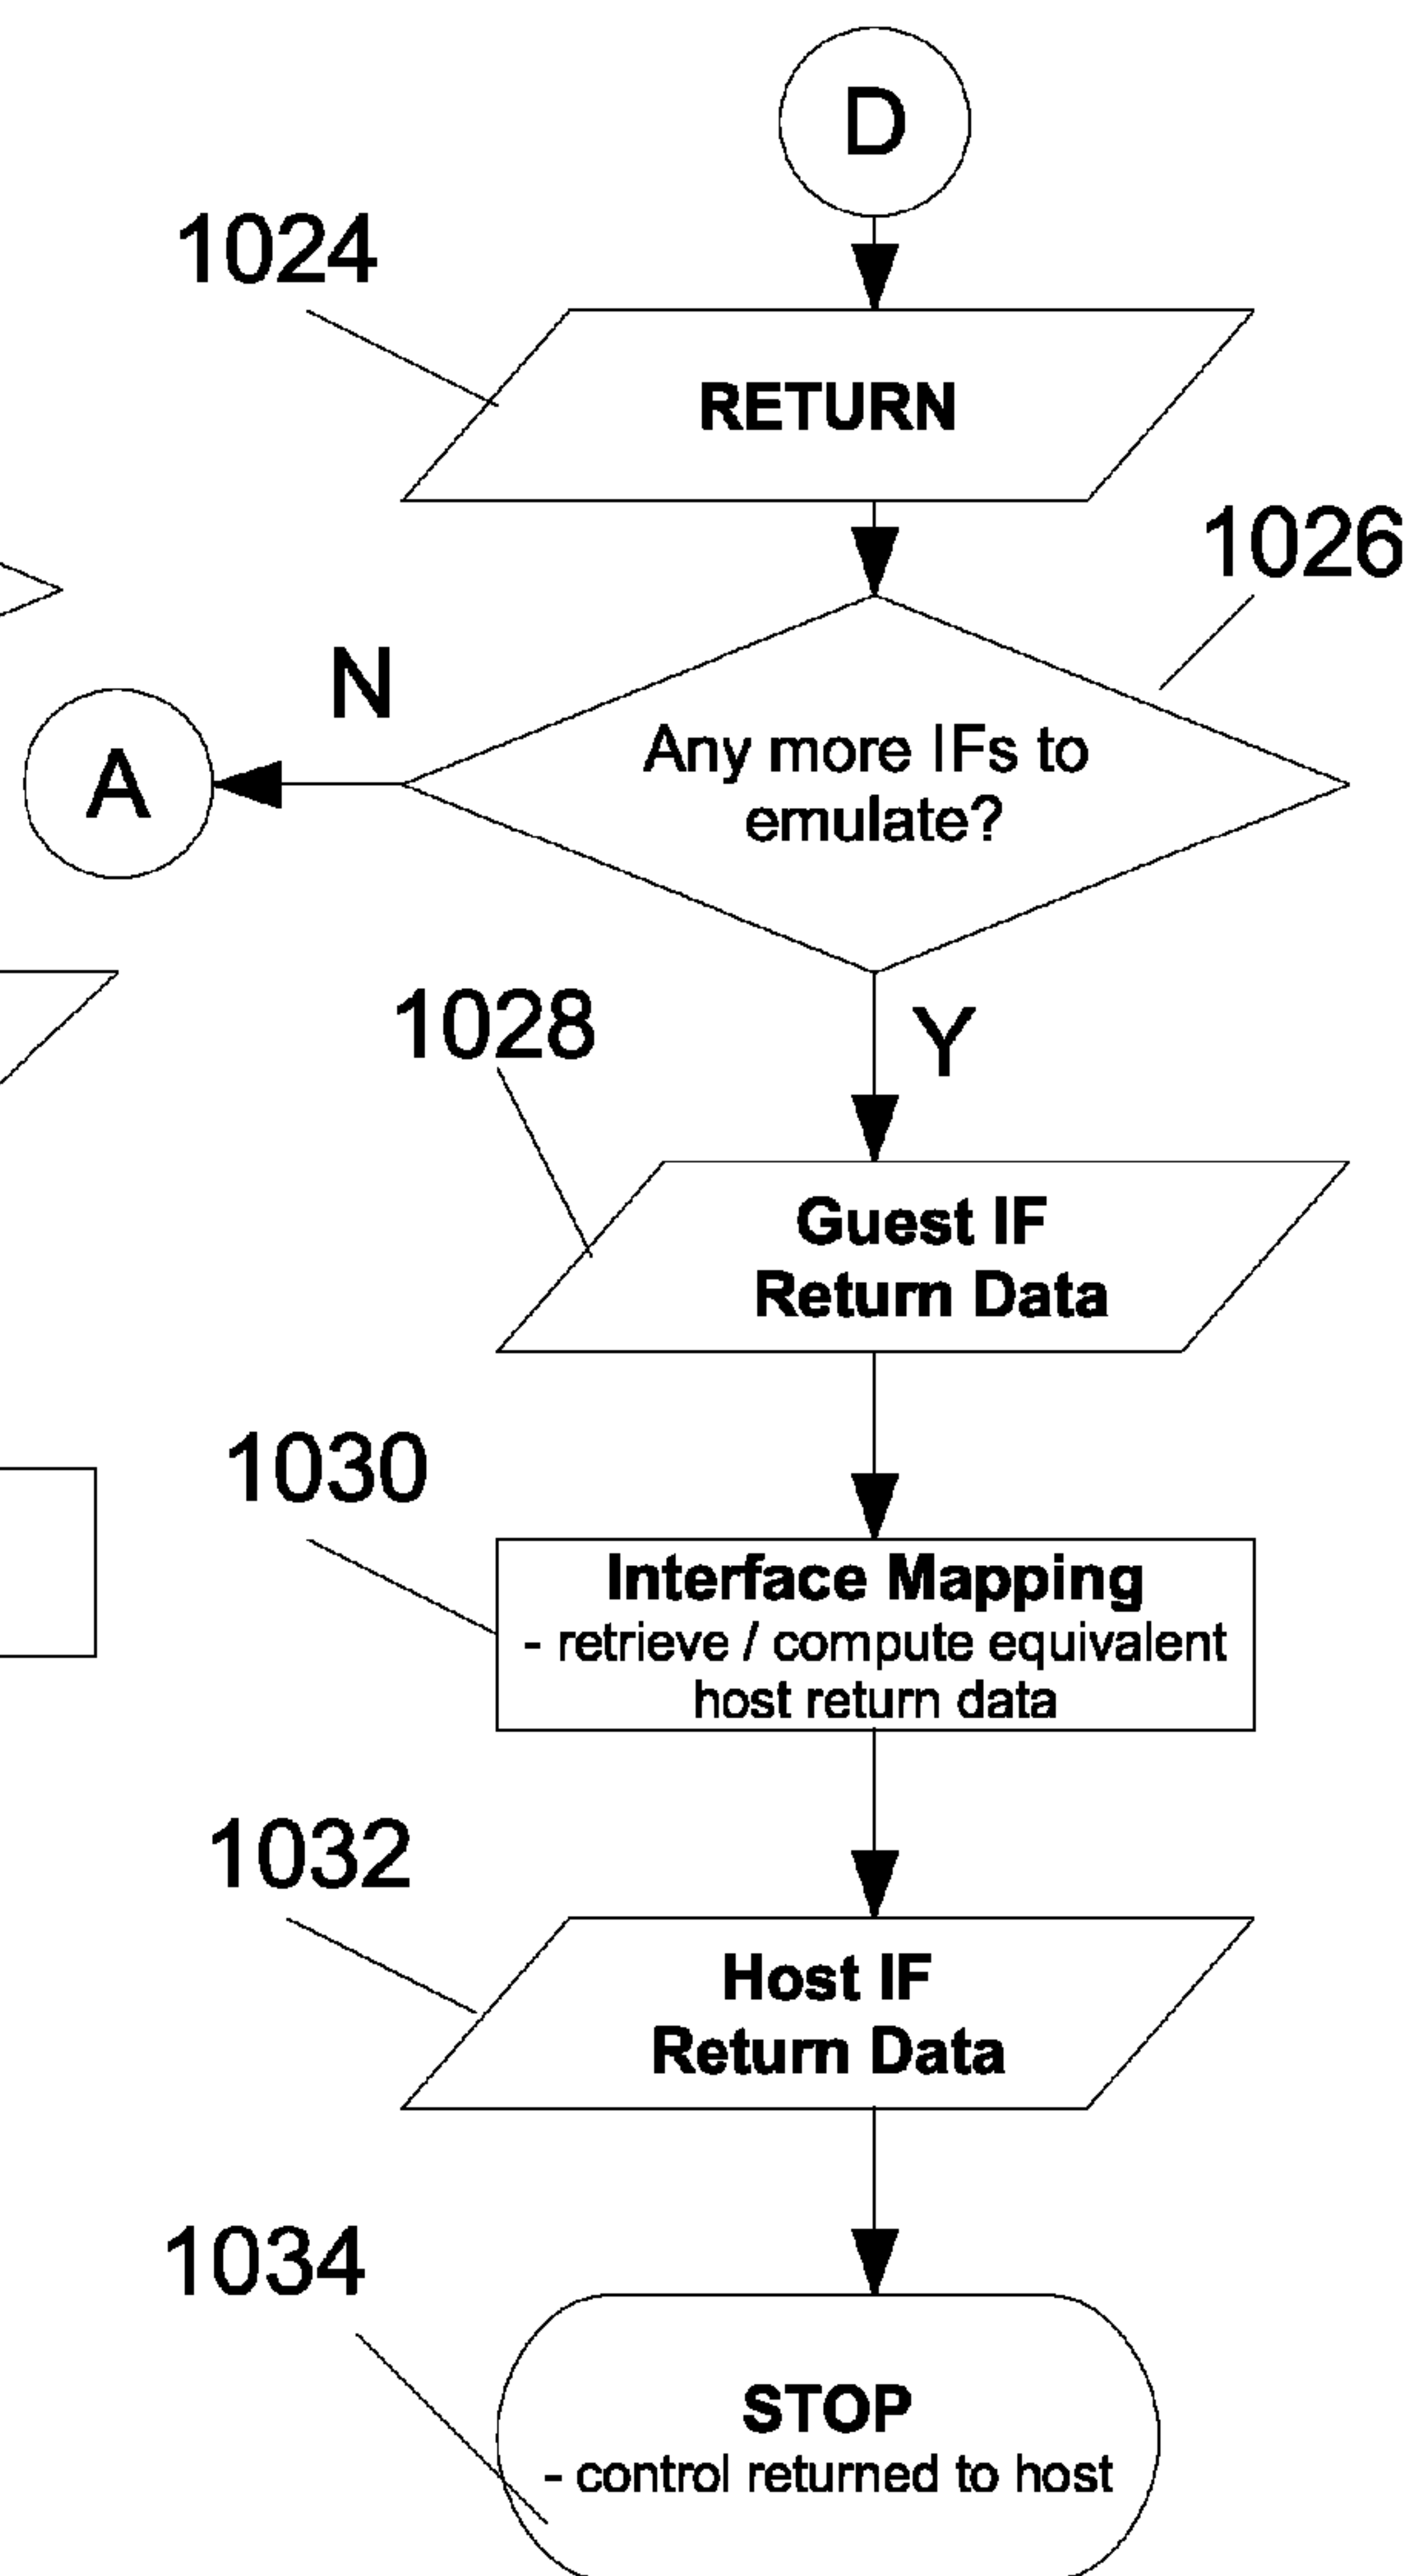 D
1024
RETURN
1026
N
A
Any more IFs to
emulate?
1028
Y
Guest IF
Return Data
1030
Interface Mapping
- retrieve / compute equivalent
host return data
1032
Host IF
Return Data
1034
STOP
- control returned to host